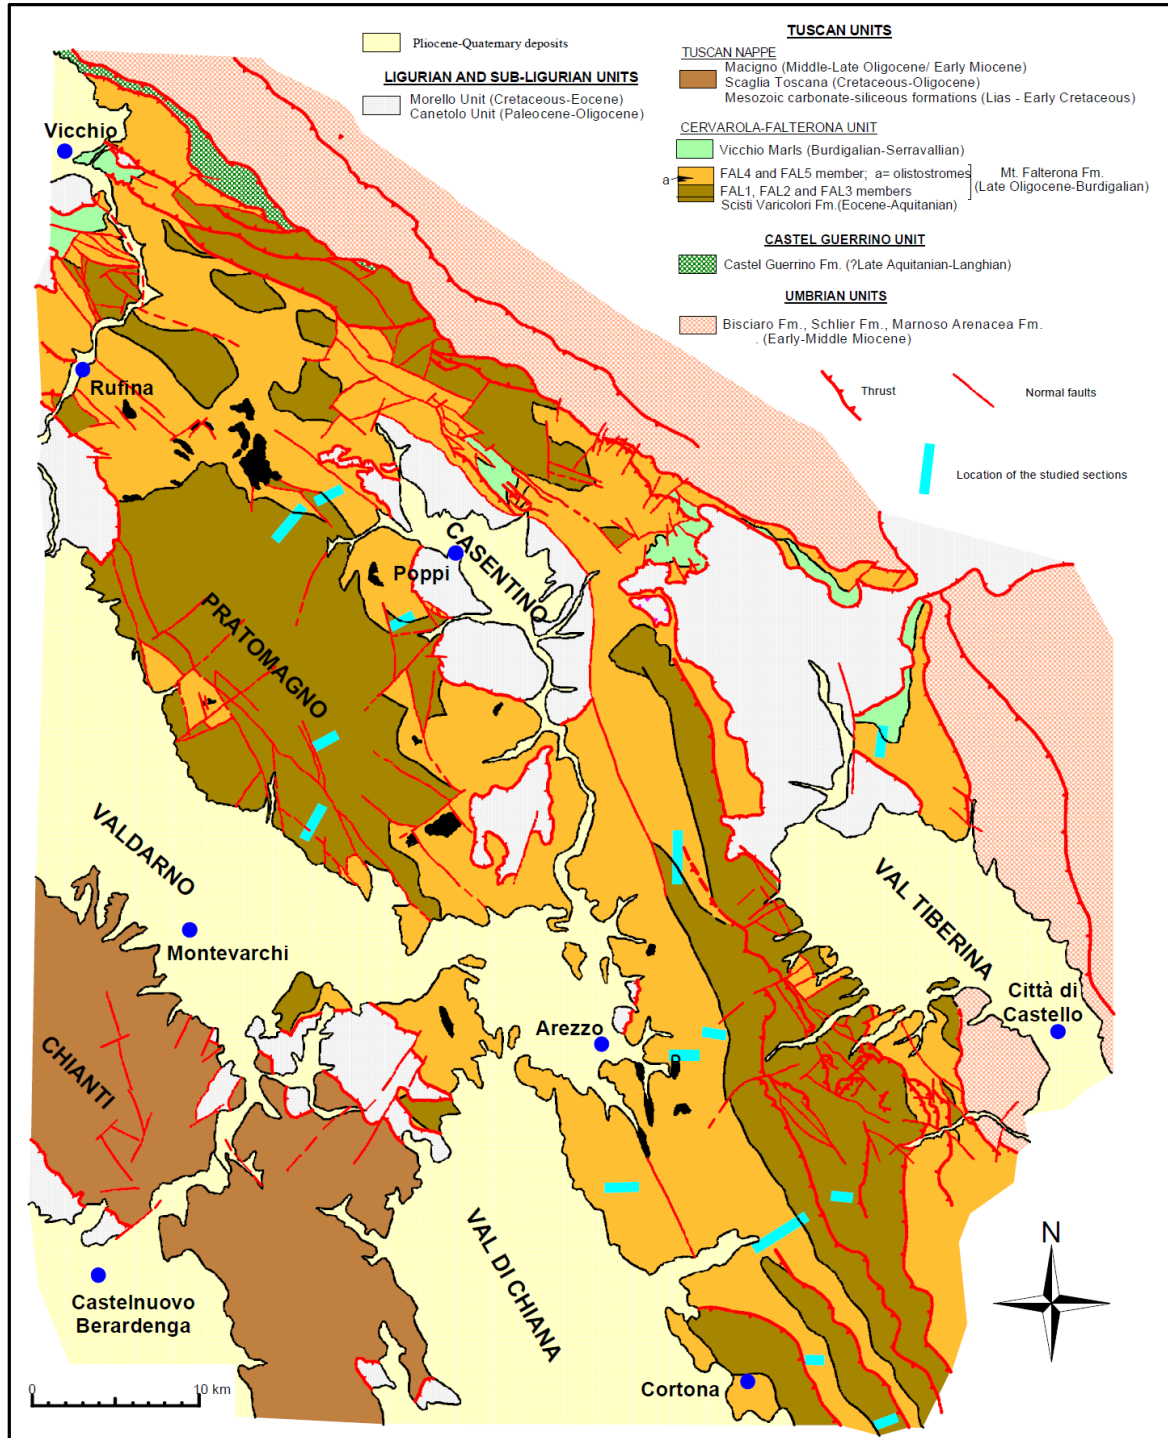 Pliocene-Quaternary deposits
LIGURIAN AND SUB-LIGURIAN UNITS
Morello Unit (Cretaceous-Eocene)
Canetolo Unit (Paleocene-Oligocene)
TUSCAN UNITS
TUSCAN NAPPE
Macigno (Middle-Late Oligocene/ Early Miocene)
Scaglia Toscana (Cretaceous-Oligocene)
Mesozoic carbonate-siliceous formations (Lias - Early Cretaceous)
CERVAROLA-FALTERONA UNIT
Vicchio Marls (Burdigalian-Serravallian)
a
FAL4 and FAL5 member; a= olistostromes
FAL1, FAL2 and FAL3 members
Scisti Varicolori Fm.(Eocene-Aquitanian)
Mt. Falterona Fm.
(Late Oligocene-Burdigalian)
CASTEL GUERRINO UNIT
Castel Guerrino Fm. (?Late Aquitanian-Langhian)
UMBRIAN UNITS
Bisciaro Fm., Schlier Fm., Marnoso Arenacea Fm.
. (Early-Middle Miocene)
Thrust
Normal faults
Location of the studied sections
Vicchio
Rufina
Poppi
CASENTINO
PRATOMAGNO
VALDARNO
Montevarchi
VAL TIBERINA
Città di
Castello
Arezzo
CHIANTI
VAL DI CHIANA
Castelnuovo
Berardenga
Cortona
N
0 10 km